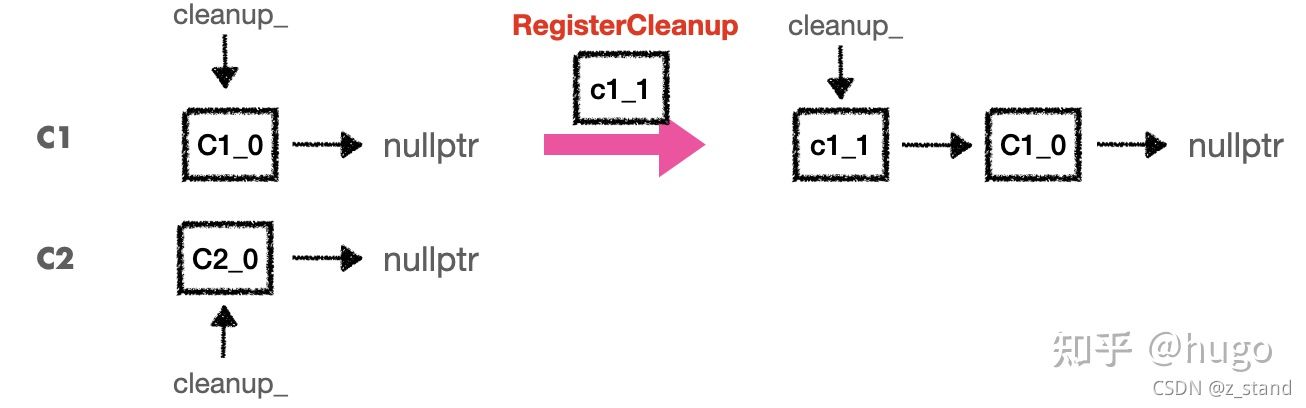 cleanup_
RegisterCleanup
cleanup_
c1_1
C1
C1_0
nullptr
c1_1
C1_0
nullptr
C2
C2_0
nullptr
cleanup_
知乎 @hugo
CSDN @z_stand